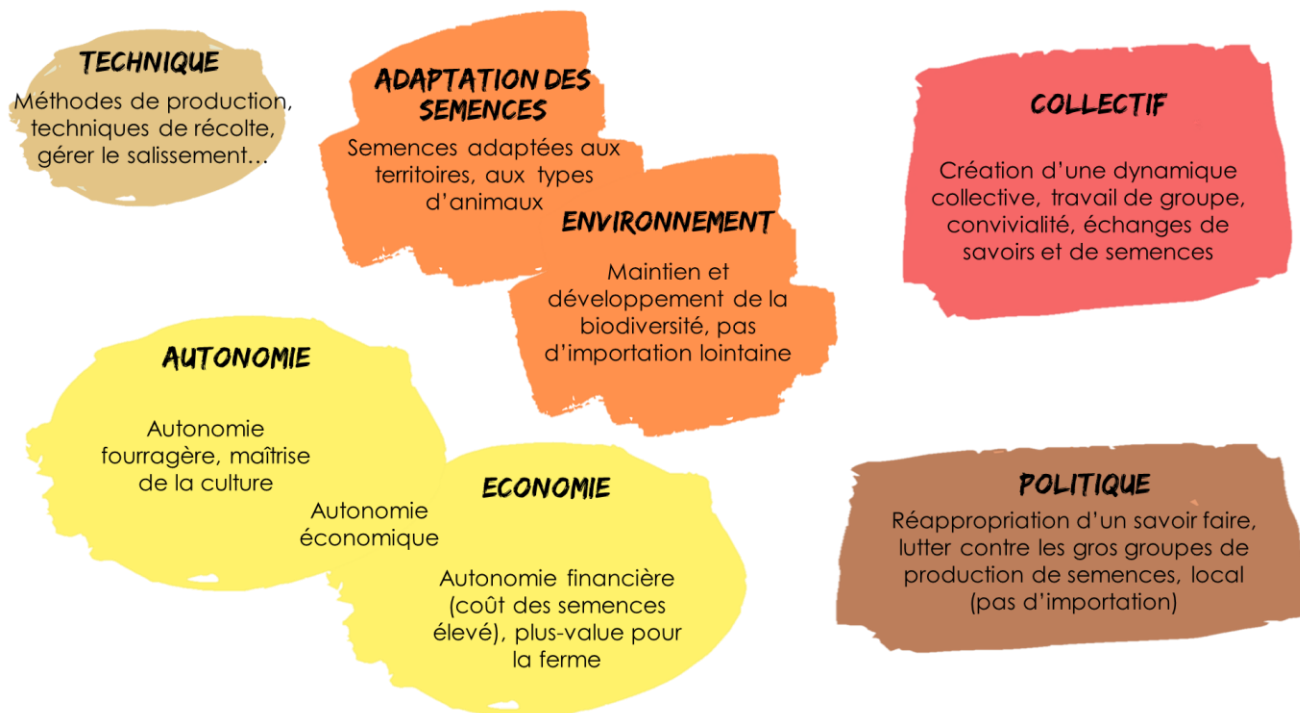 TECHNIQUE
Méthodes de production,
techniques de récolte,
gérer le salissement...
ADAPTATION DES
SEMENCES
Semences adaptées aux
territoires, aux types
d'animaux
ENVIRONNEMENT
Maintien et
développement de la
biodiversité, pas
d'importation lointaine
COLLECTIF
Création d'une dynamique
collective, travail de groupe,
convivialité, échanges de
savoirs et de semences
AUTONOMIE
Autonomie
fourragère, maîtrise
de la culture
Autonomie
économique
ECONOMIE
Autonomie financière
(coût des semences
élevé), plus-value pour
la ferme
POLITIQUE
Réappropriation d'un savoir faire,
lutter contre les gros groupes de
production de semences, local
(pas d'importation)